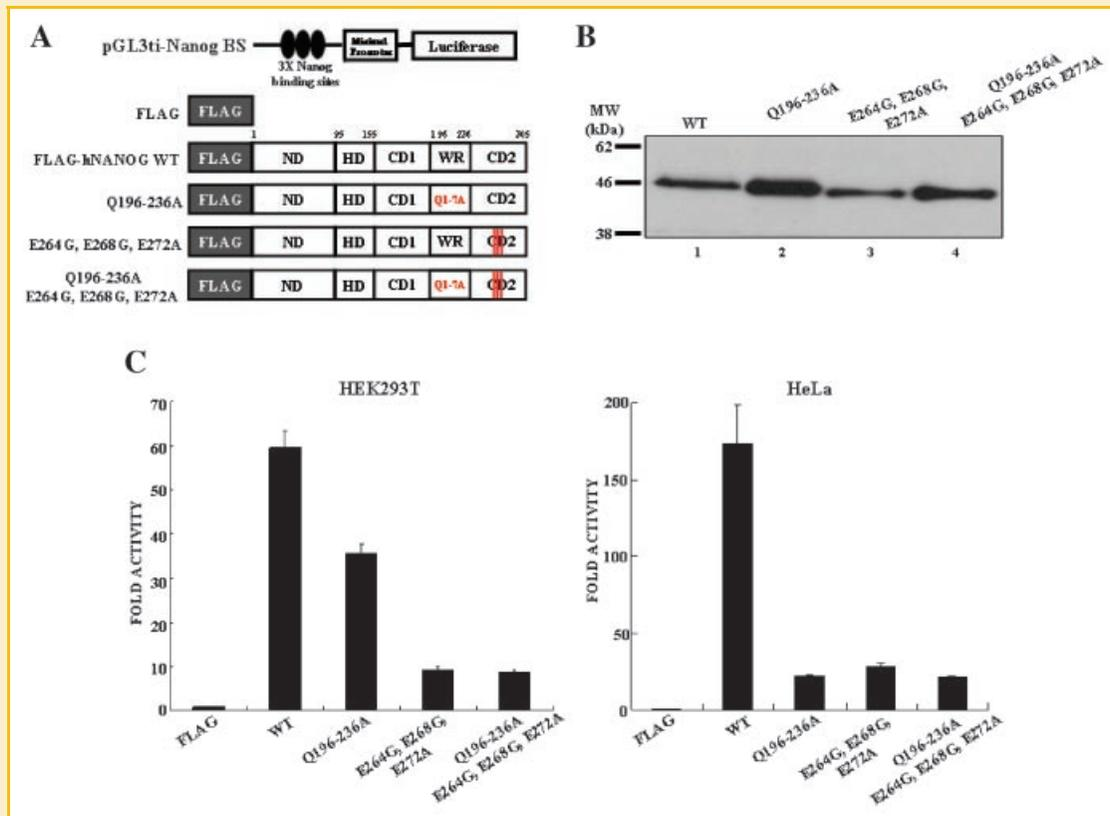 A
pGL3ti-Nanog BS
Minimal Promoter
Luciferase
3X Nanog
binding sites
FLAG FLAG
1 95 155 196 236 305
FLAG-hNANOG WT FLAG ND HD CD1 WR CD2
Q196-236A FLAG ND HD CD1 Q1-7A CD2
E264G, E268G, E272A FLAG ND HD CD1 WR CD2
Q196-236A
E264G, E268G, E272A FLAG ND HD CD1 Q1-7A CD2
B
MW
(kDa)
WT
Q196-236A
E264G, E268G,
E272A
Q196-236A
E264G, E268G, E272A
62
46
38
1 2 3 4
C
HEK293T
FOLD ACTIVITY
70
60
50
40
30
20
10
0
FLAG
WT
Q196-236A
E264G, E268G,
E272A
Q196-236A
E264G, E268G, E272A
HeLa
FOLD ACTIVITY
200
150
100
50
0
FLAG
WT
Q196-236A
E264G, E268G,
E272A
Q196-236A
E264G, E268G, E272A